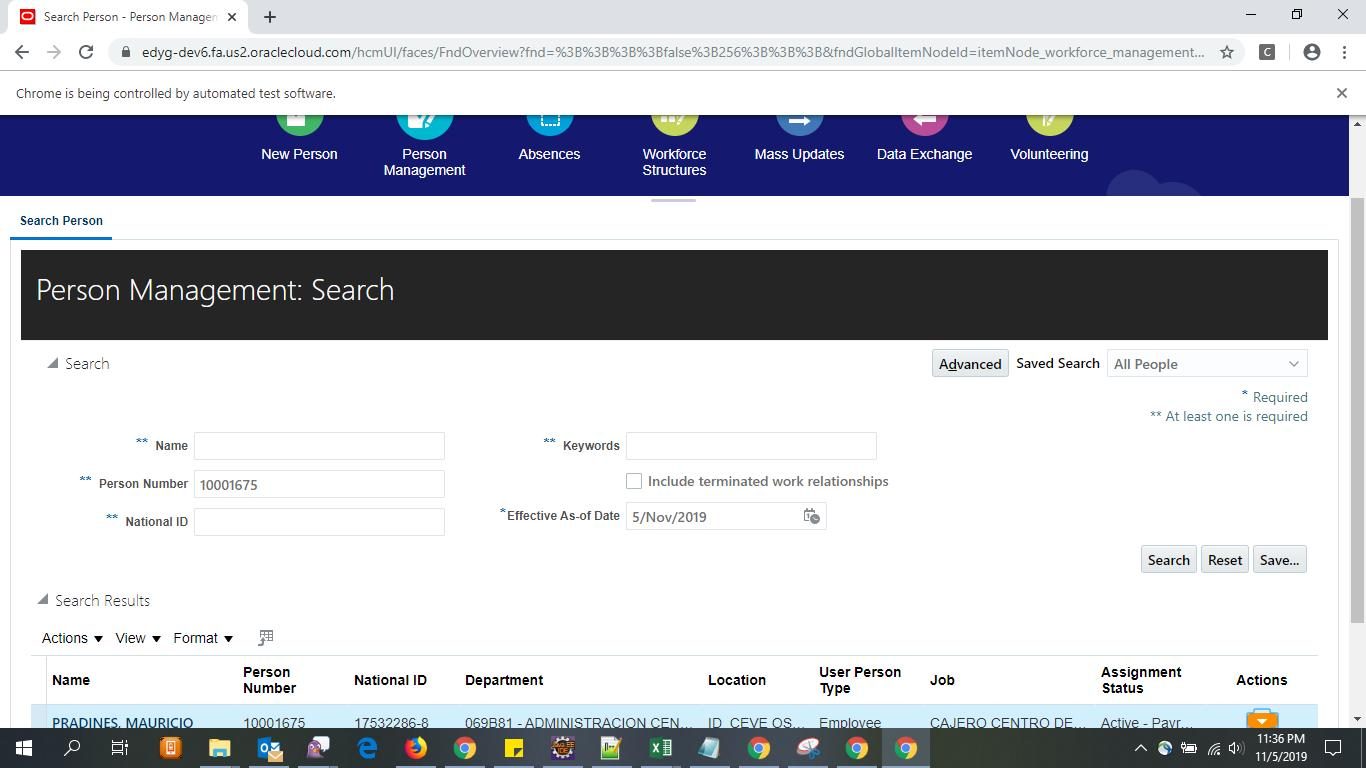 Search Person - Person Managem
edyg-dev6.fa.us2.oraclecloud.com/hcmUI/faces/FndOverview?fnd=%3B%3B%3B%3Bfalse%3B256%3B%3B%3B&fndGlobalItemNodeId=itemNode_workforce_management...
C
Chrome is being controlled by automated test software.
New Person
Person Management
Absences
Workforce Structures
Mass Updates
Data Exchange
Volunteering
Search Person
Person Management: Search
Search
Advanced
Saved Search
All People
* Required
** At least one is required
** Name
** Keywords
** Person Number 10001675
Include terminated work relationships
** National ID
*Effective As-of Date 5/Nov/2019
Search
Reset
Save...
Search Results
Actions
View
Format
Name
Person Number
National ID
Department
Location
User Person Type
Job
Assignment Status
Actions
PRADINES, MAURICIO
10001675
17532286-8
069B81 - ADMINISTRACION CEN...
ID_CEVE OS...
Employee
CAJERO CENTRO DE...
Active - Payr...
11:36 PM
11/5/2019